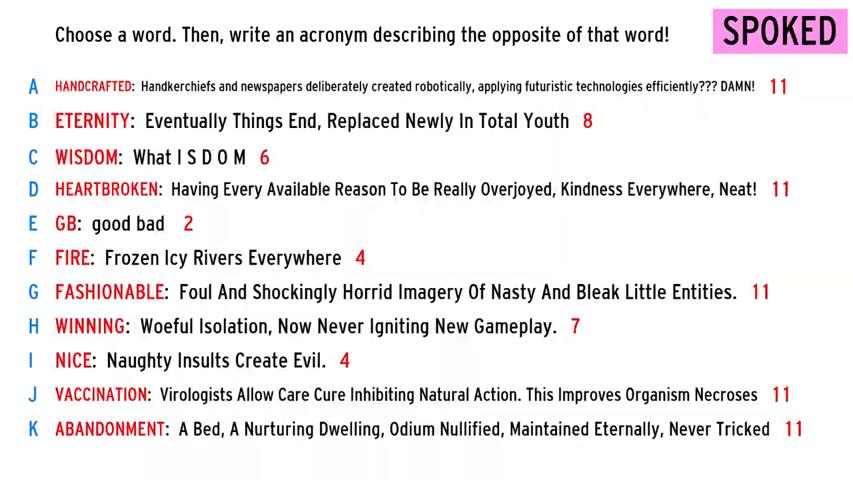 Choose a word. Then, write an acronym describing the opposite of that word!
SPOKED
A HANDCRAFTED: Handkerchiefs and newspapers deliberately created robotically, applying futuristic technologies efficiently??? DAMN! 11
B ETERNITY: Eventually Things End, Replaced Newly In Total Youth 8
C WISDOM: What I S D O M 6
D HEARTBROKEN: Having Every Available Reason To Be Really Overjoyed, Kindness Everywhere, Neat! 11
E GB: good bad 2
F FIRE: Frozen Icy Rivers Everywhere 4
G FASHIONABLE: Foul And Shockingly Horrid Imagery Of Nasty And Bleak Little Entities. 11
H WINNING: Woeful Isolation, Now Never Igniting New Gameplay. 7
I NICE: Naughty Insults Create Evil. 4
J VACCINATION: Virologists Allow Care Cure Inhibiting Natural Action. This Improves Organism Necroses 11
K ABANDONMENT: A Bed, A Nurturing Dwelling, Odium Nullified, Maintained Eternally, Never Tricked 11